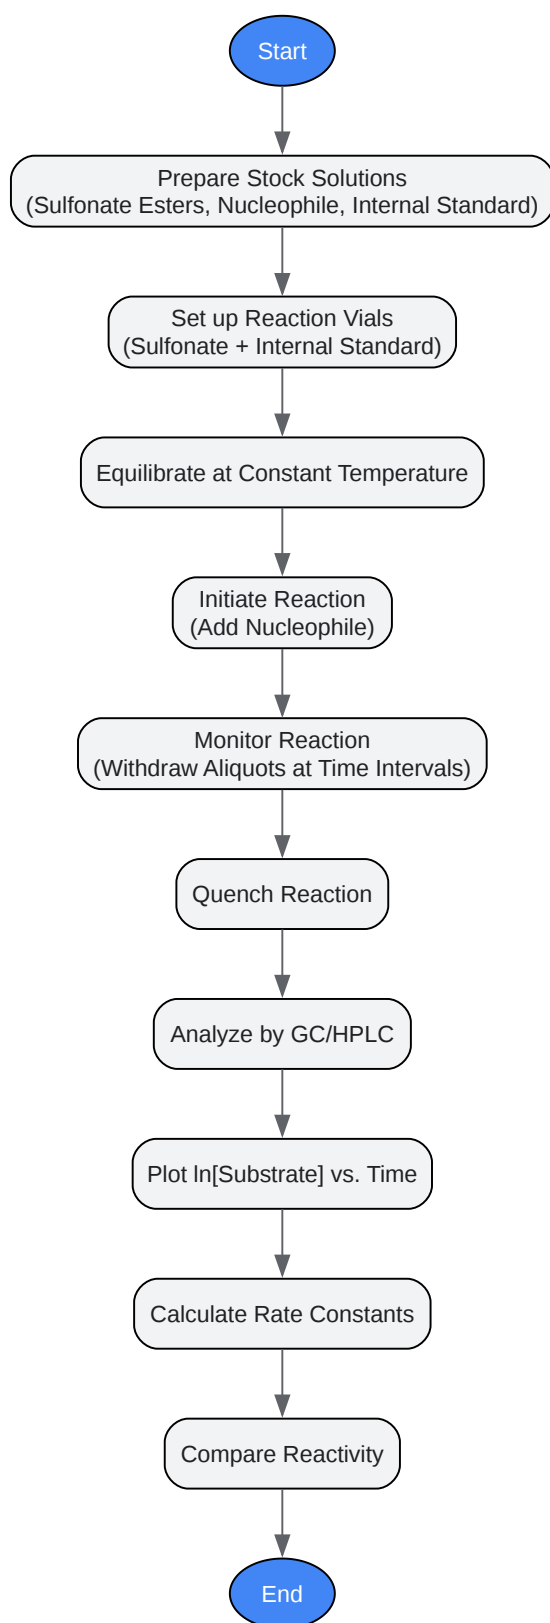 Start
Prepare Stock Solutions
(Sulfonate Esters, Nucleophile, Internal Standard)
Set up Reaction Vials
(Sulfonate + Internal Standard)
Equilibrate at Constant Temperature
Initiate Reaction
(Add Nucleophile)
Monitor Reaction
(Withdraw Aliquots at Time Intervals)
Quench Reaction
Analyze by GC/HPLC
Plot ln[Substrate] vs. Time
Calculate Rate Constants
Compare Reactivity
End